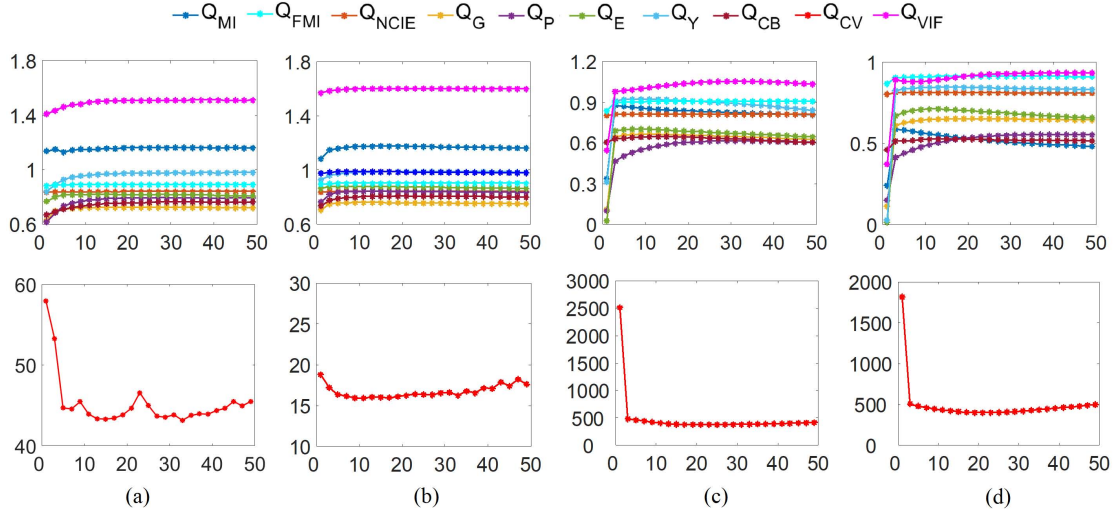 Q_MI Q_FMI Q_NCIE Q_G Q_P Q_E Q_Y Q_CB Q_CV Q_VIF
1.8 1.8 1.2 1
1.4 1.4 0.9
1 1 0.6 0.5
0.3
0.6 0.6 0 0
0 10 20 30 40 50 0 10 20 30 40 50 0 10 20 30 40 50 0 10 20 30 40 50
60 30 3000 2000
2500
25 1500
50 2000
20 1500 1000
1000
15 500
500
40 10 0 0
0 10 20 30 40 50 0 10 20 30 40 50 0 10 20 30 40 50 0 10 20 30 40 50
(a) (b) (c) (d)